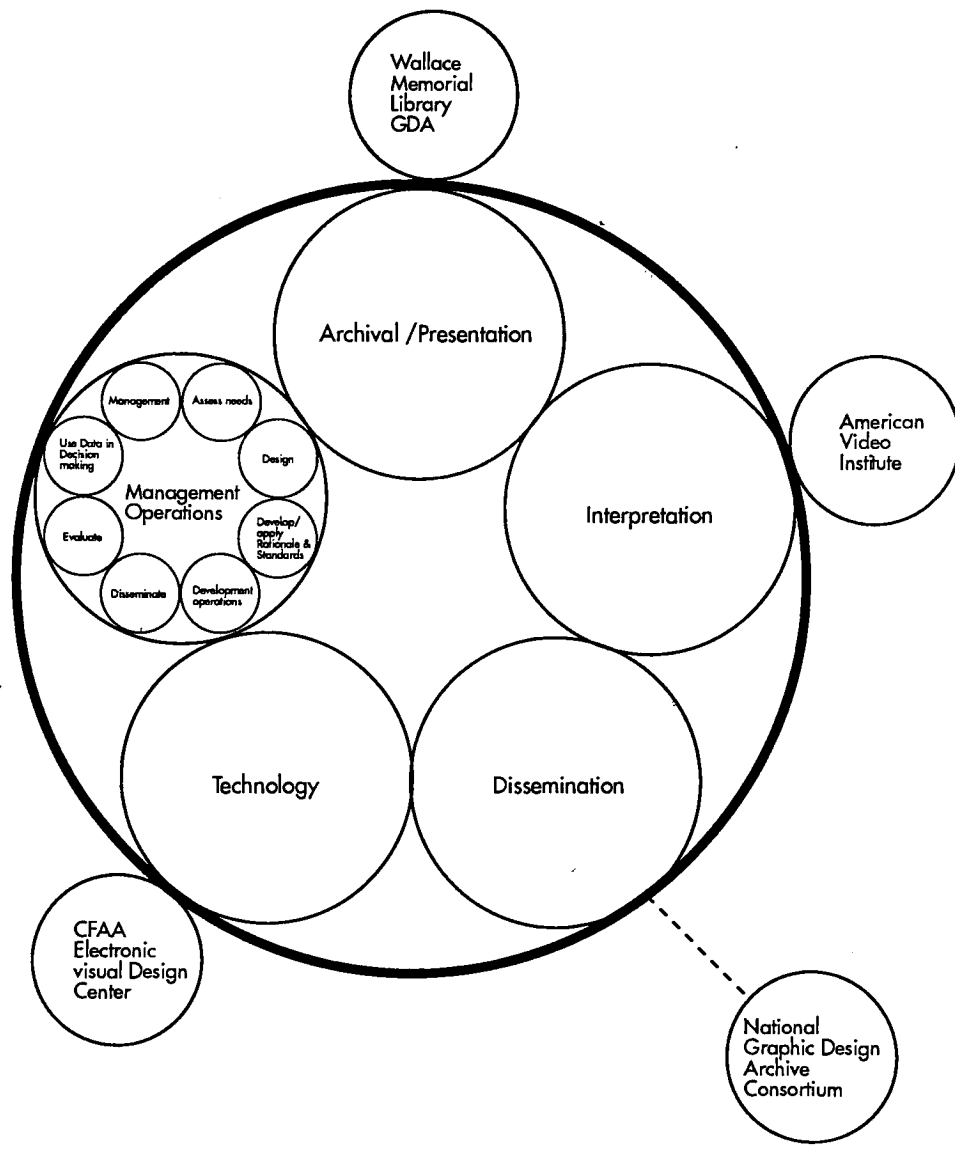 Wallace
Memorial
Library
GDA
Archival /Presentation
Management
Assess needs
Use Data in
Decision
making
Design
Management
Operations
Evaluate
Develop/
apply
Rationale &
Standards
Disseminate
Development
operations
Interpretation
American
Video
Institute
Technology
Dissemination
CFAA
Electronic
visual Design
Center
National
Graphic Design
Archive
Consortium